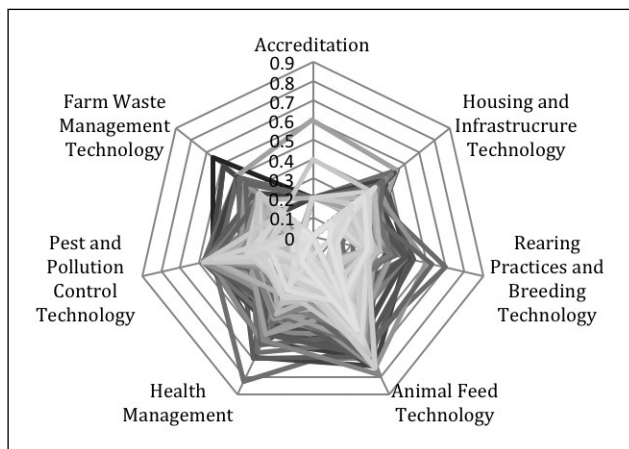 Accreditation
0.9
0.8
0.7
0.6
0.5
0.4
0.3
0.2
0.1
0
Housing and
Infrastrucrure
Technology
Rearing
Practices and
Breeding
Technology
Animal Feed
Technology
Health
Management
Pest and
Pollution
Control
Technology
Farm Waste
Management
Technology